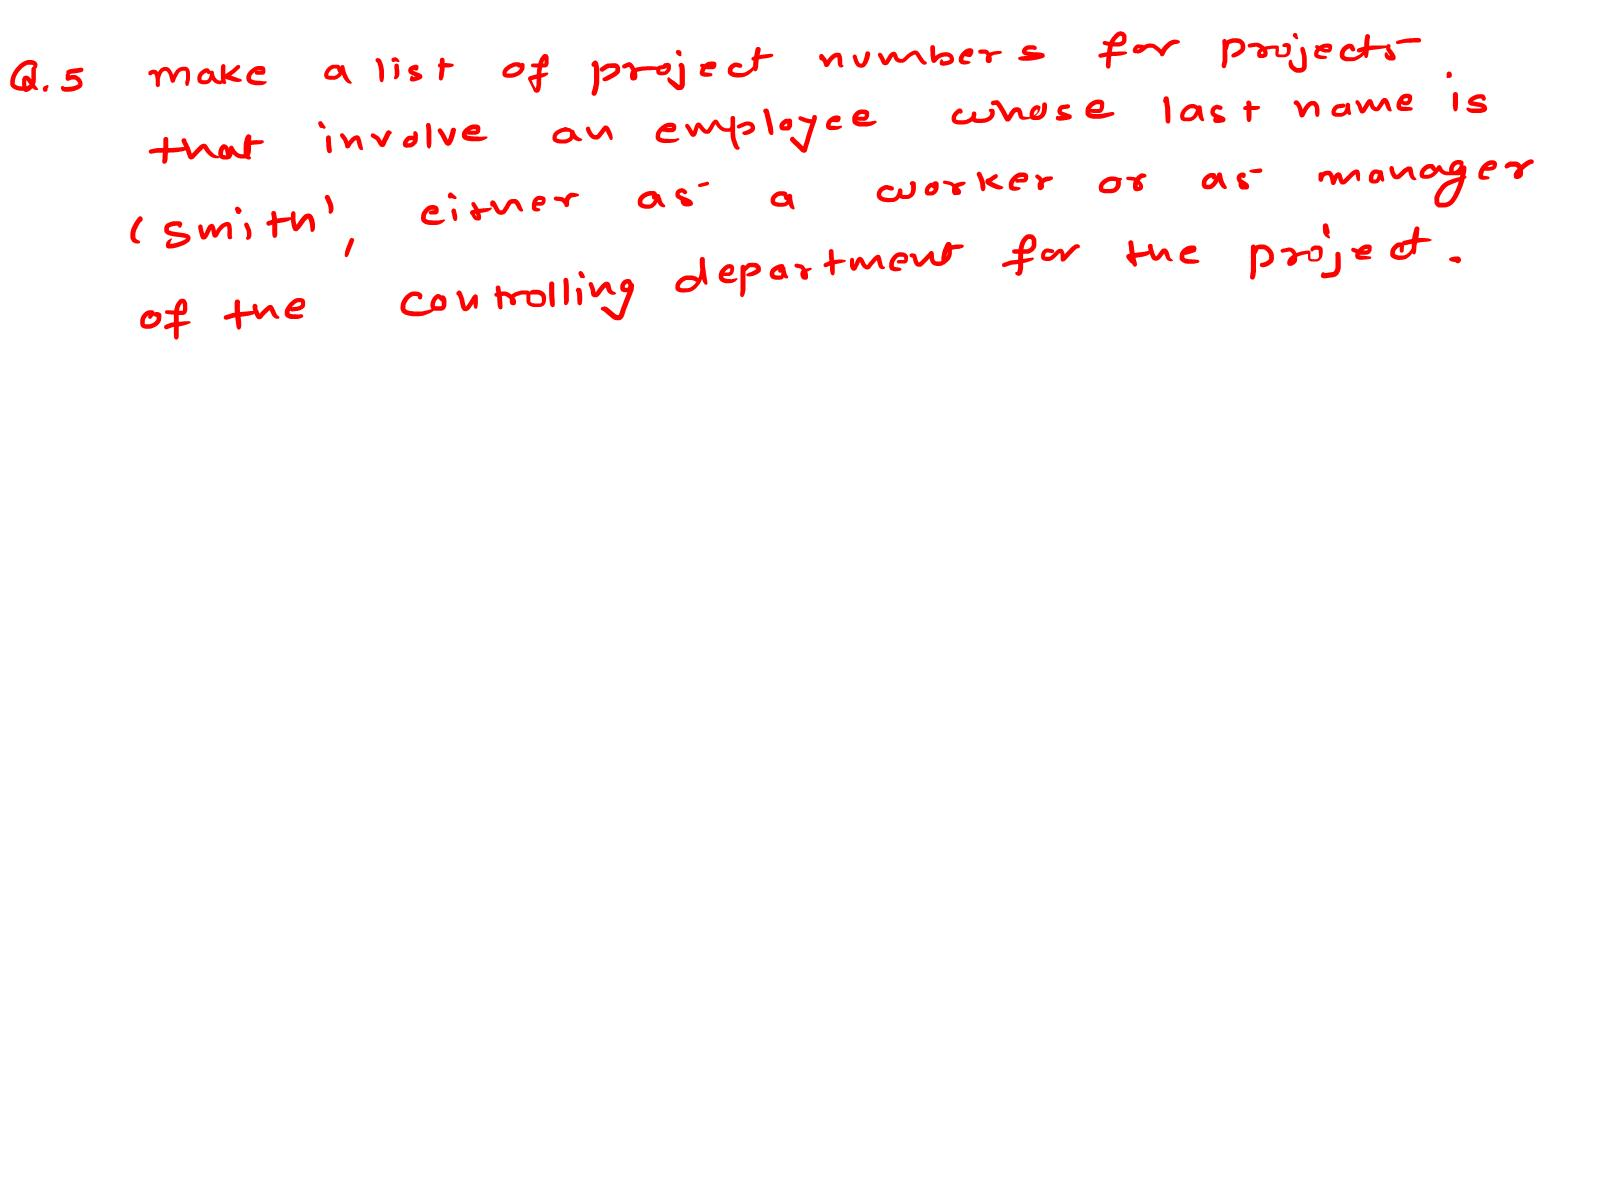 Q.5 make a list of project numbers for projects
that involve an employee whose last name is
'Smith', either as a worker or as manager
of the controlling department for the project.